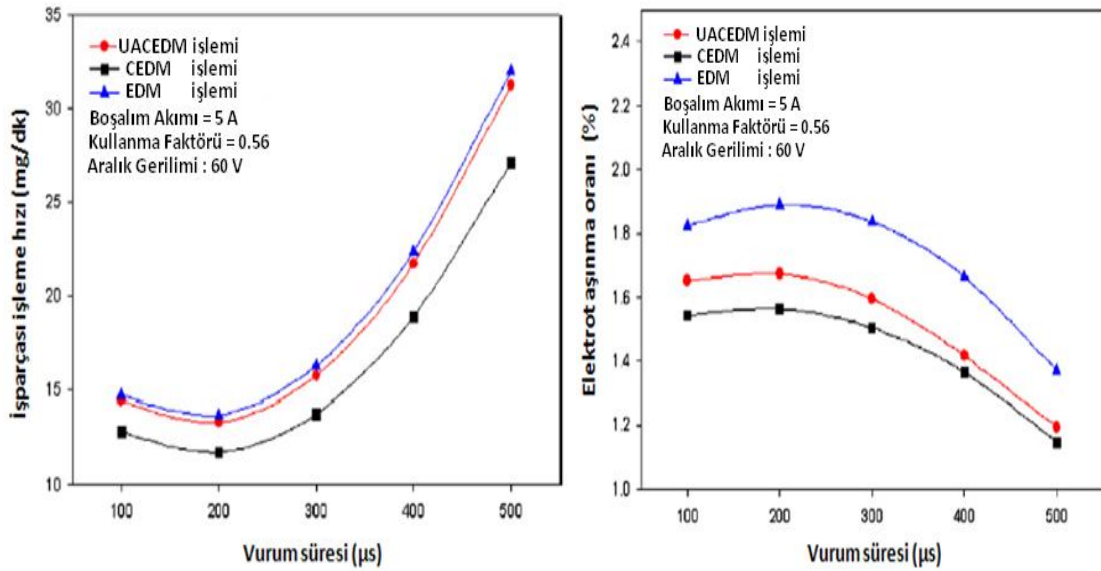 35
30
25
20
15
10
İşparçası işleme hızı (mg/dk)
UACEDM işlemi
CEDM işlemi
EDM işlemi
Boşalım Akımı = 5 A
Kullanma Faktörü = 0.56
Aralık Gerilimi : 60 V
100 200 300 400 500
Vurum süresi (µs)
2.4
2.2
2.0
1.8
1.6
1.4
1.2
1.0
Elektrot aşınma oranı (%)
UACEDM işlemi
CEDM işlemi
EDM işlemi
Boşalım Akımı = 5 A
Kullanma Faktörü = 0.56
Aralık Gerilimi : 60 V
100 200 300 400 500
Vurum süresi (µs)